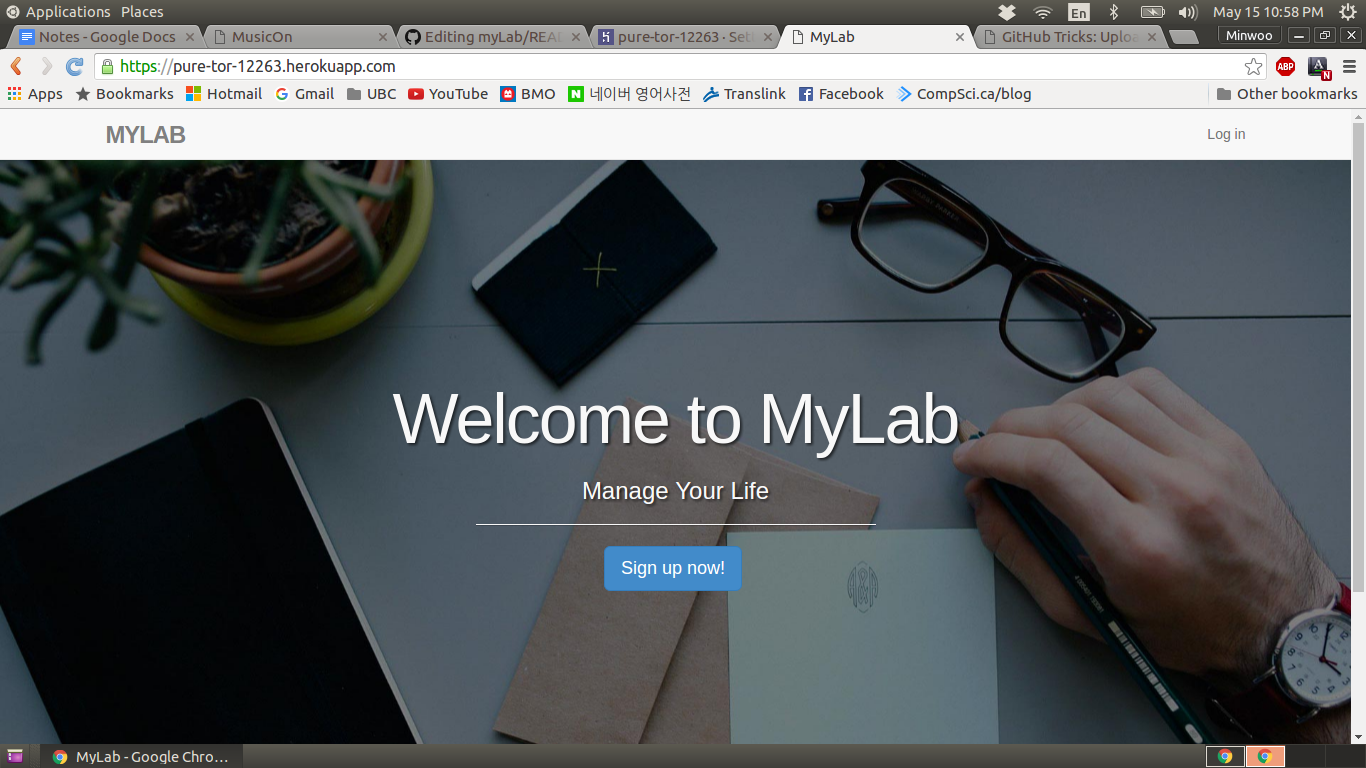 Applications Places
En
May 15 10:58 PM
Notes - Google Docs
MusicOn
Editing myLab/REA
pure-tor-12263 · Set
MyLab
GitHub Tricks: Uplo
Minwoo
https://pure-tor-12263.herokuapp.com
ABP
A
N
Apps
Bookmarks
Hotmail
Gmail
UBC
YouTube
BMO
네이버 영어사전
Translink
Facebook
CompSci.ca/blog
Other bookmarks
MYLAB
Log in
Welcome to MyLab
Manage Your Life
Sign up now!
MyLab - Google Chro...